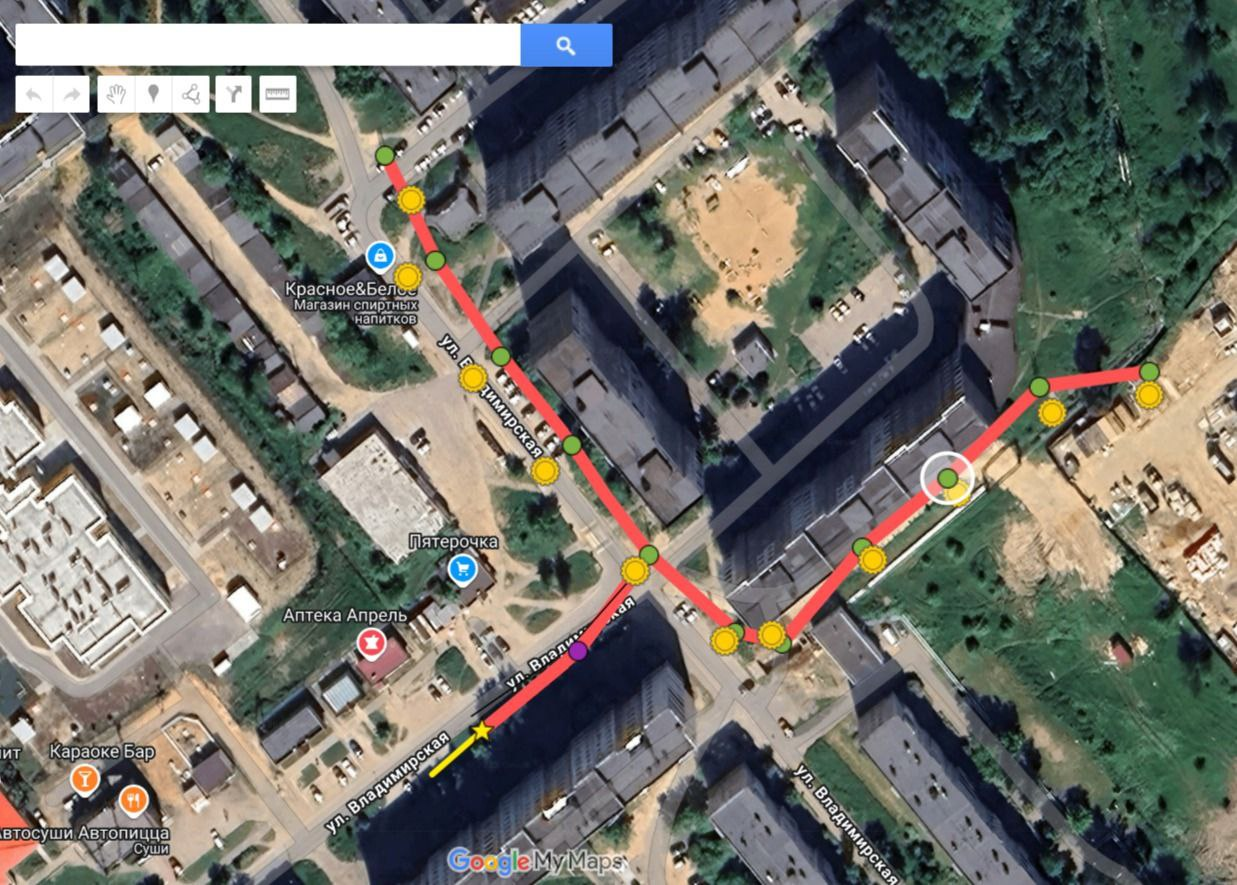 Красное&Белое
Магазин спиртных
напитков
ул. Владимирская
Пятерочка
Аптека Апрель
ул. Владимирская
ул. Владимирская
Караоке Бар
Автосуши Автопицца
Суши
ул. Владимирская
Google My Maps